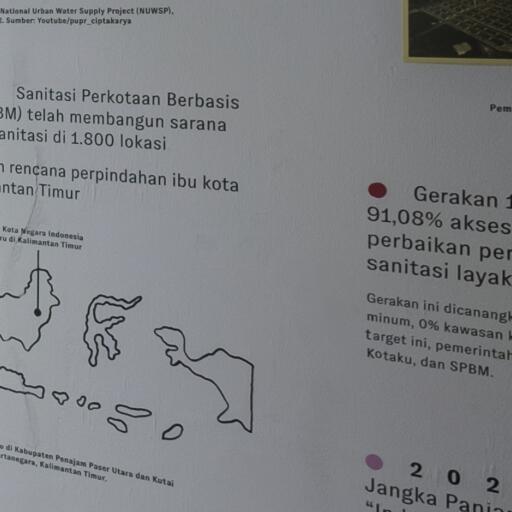 National Urban Water Supply Project (NUWSP),
Sumber: Youtube/pupr_ciptakarya
Sanitasi Perkotaan Berbasis
BM) telah membangun sarana
anitasi di 1.800 lokasi
rencana perpindahan ibu kota
ntan Timur
Kota Negara Indonesia
ru di Kalimantan Timur
di Kabupaten Penajam Paser Utara dan Kutai
rtanegara, Kalimantan Timur.
Pem
Gerakan 1
91,08% akses
perbaikan per
sanitasi layak
Gerakan ini dicanangk
minum, 0% kawasan k
target ini, pemerintah
Kotaku, dan SPBM.
2 0 2
Jangka Panja